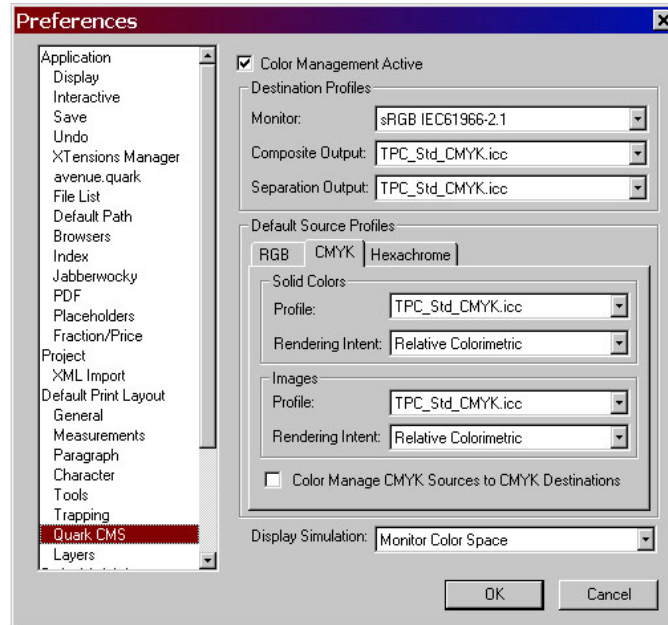 Preferences
Application
Display
Interactive
Save
Undo
XTensions Manager
avenue.quark
File List
Default Path
Browsers
Index
Jabberwocky
PDF
Placeholders
Fraction/Price
Project
XML Import
Default Print Layout
General
Measurements
Paragraph
Character
Tools
Trapping
Quark CMS
Layers
Color Management Active
Destination Profiles
Monitor: sRGB IEC61966-2.1
Composite Output: TPC_Std_CMYK.icc
Separation Output: TPC_Std_CMYK.icc
Default Source Profiles
RGB CMYK Hexachrome
Solid Colors
Profile: TPC_Std_CMYK.icc
Rendering Intent: Relative Colorimetric
Images
Profile: TPC_Std_CMYK.icc
Rendering Intent: Relative Colorimetric
Color Manage CMYK Sources to CMYK Destinations
Display Simulation: Monitor Color Space
OK Cancel